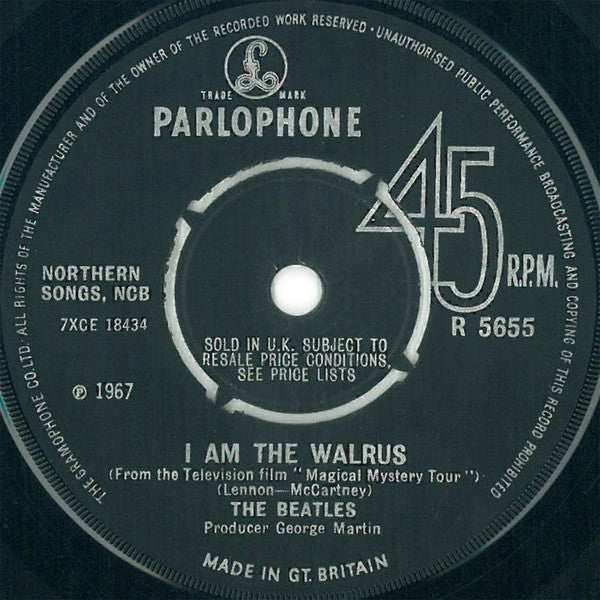 THE GRAMOPHONE CO. LTD. ALL RIGHTS OF THE MANUFACTURER AND OF THE OWNER OF THE RECORDED WORK RESERVED · UNAUTHORISED PUBLIC PERFORMANCE BROADCASTING AND COPYING OF THIS RECORD PROHIBITED
£
TRADE MARK
PARLOPHONE
45
R.P.M.
R 5655
NORTHERN
SONGS, NCB
7XCE 18434
℗ 1967
SOLD IN U.K. SUBJECT TO
RESALE PRICE CONDITIONS,
SEE PRICE LISTS
I AM THE WALRUS
(From the Television film "Magical Mystery Tour")
(Lennon—McCartney)
THE BEATLES
Producer George Martin
MADE IN GT. BRITAIN